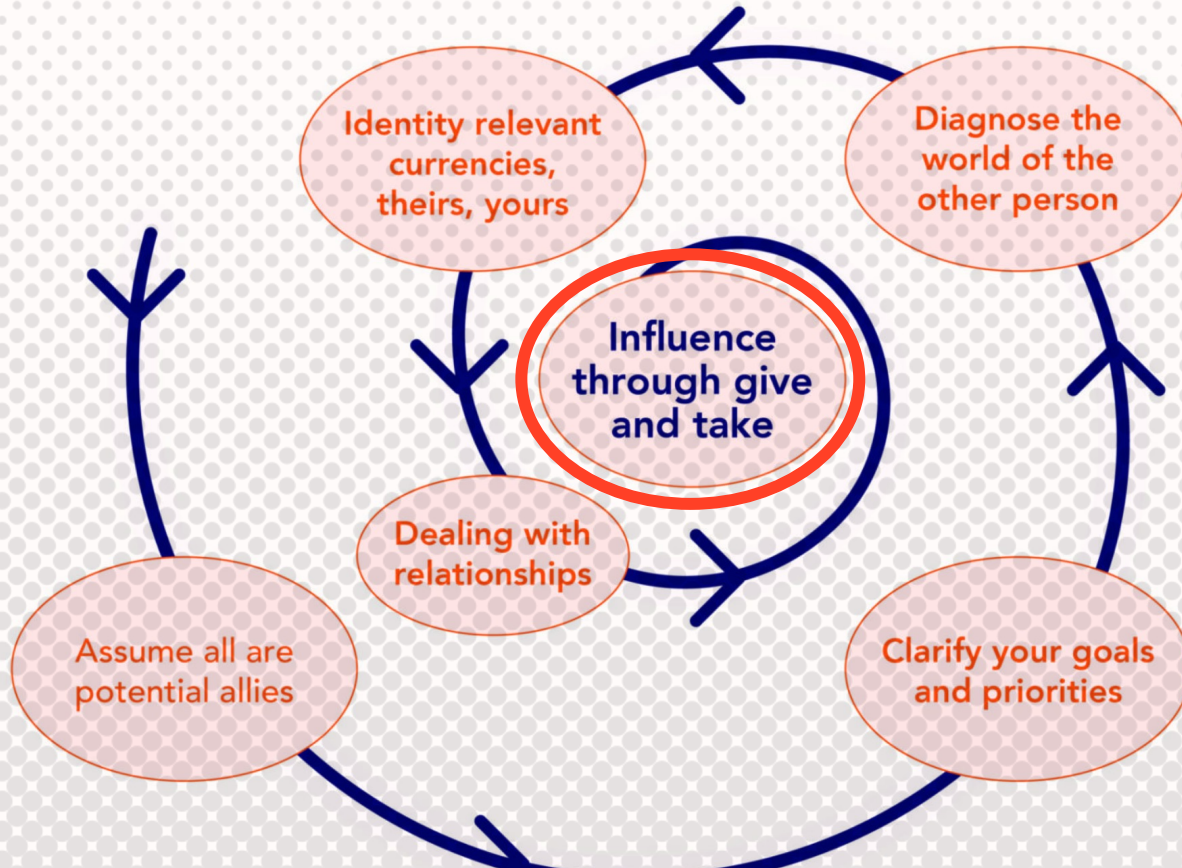 Identity relevant
currencies,
theirs, yours
Diagnose the
world of the
other person
Influence
through give
and take
Dealing with
relationships
Assume all are
potential allies
Clarify your goals
and priorities